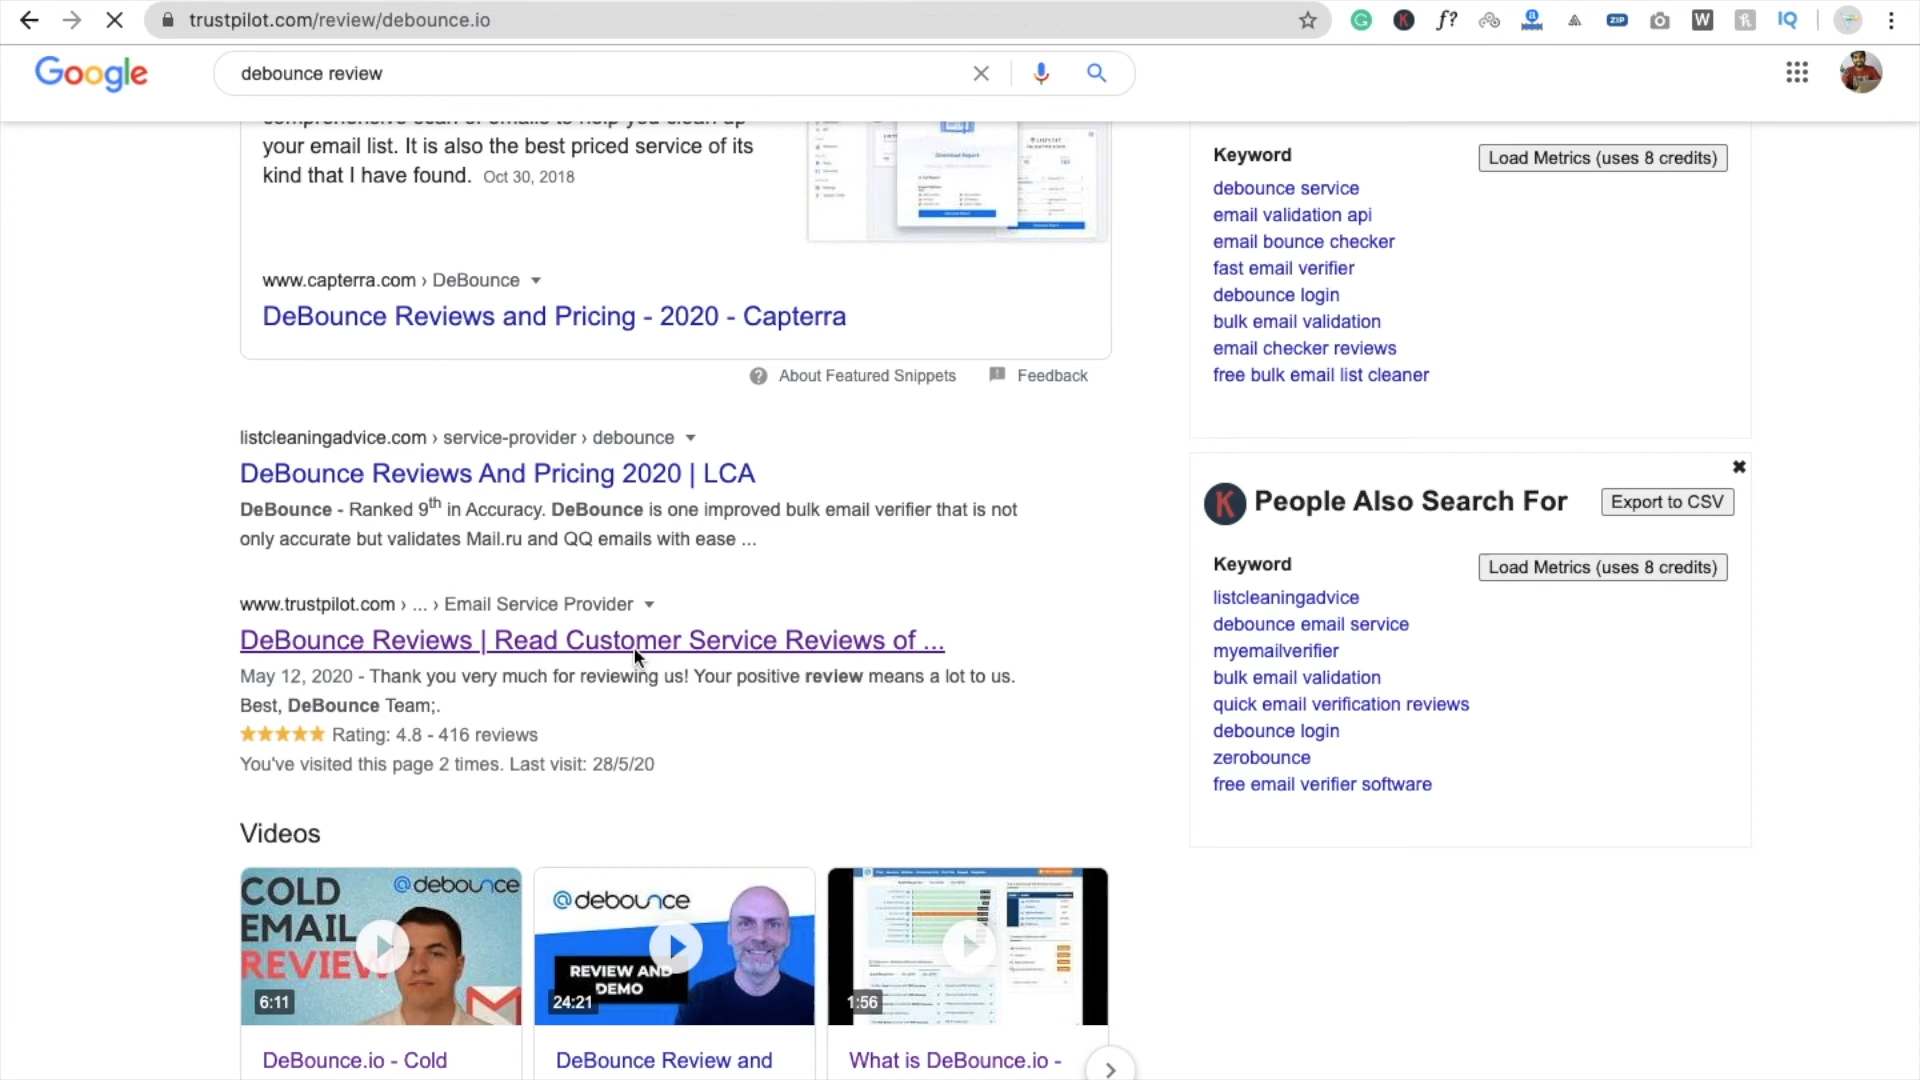 trustpilot.com/review/debounce.io
Google
debounce review
comprehensive scan of emails to help you clean up
your email list. It is also the best priced service of its
kind that I have found. Oct 30, 2018
www.capterra.com › DeBounce
DeBounce Reviews and Pricing - 2020 - Capterra
About Featured Snippets Feedback
listcleaningadvice.com › service-provider › debounce
DeBounce Reviews And Pricing 2020 | LCA
DeBounce - Ranked 9th in Accuracy. DeBounce is one improved bulk email verifier that is not
only accurate but validates Mail.ru and QQ emails with ease ...
www.trustpilot.com › ... › Email Service Provider
DeBounce Reviews | Read Customer Service Reviews of ...
May 12, 2020 - Thank you very much for reviewing us! Your positive review means a lot to us.
Best, DeBounce Team;.
Rating: 4.8 - 416 reviews
You've visited this page 2 times. Last visit: 28/5/20
Videos
COLD
EMAIL
REVIEW
@debounce
6:11
@debounce
REVIEW AND
DEMO
24:21
1:56
DeBounce.io - Cold
DeBounce Review and
What is DeBounce.io -
Keyword
Load Metrics (uses 8 credits)
debounce service
email validation api
email bounce checker
fast email verifier
debounce login
bulk email validation
email checker reviews
free bulk email list cleaner
K People Also Search For
Export to CSV
Keyword
Load Metrics (uses 8 credits)
listcleaningadvice
debounce email service
myemailverifier
bulk email validation
quick email verification reviews
debounce login
zerobounce
free email verifier software